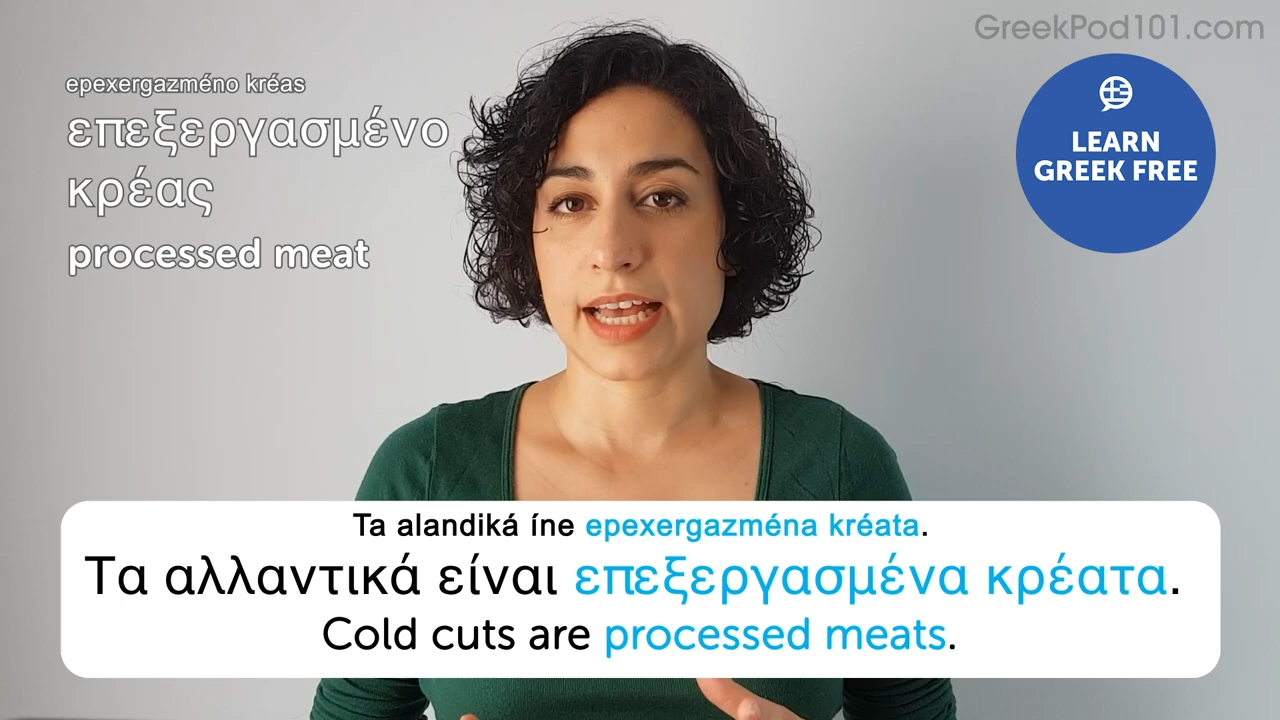 GreekPod101.com
epexergazméno kréas
επεξεργασμένο
κρέας
processed meat
LEARN
GREEK FREE
Ta alandiká íne epexergazména kréata.
Τα αλλαντικά είναι επεξεργασμένα κρέατα.
Cold cuts are processed meats.